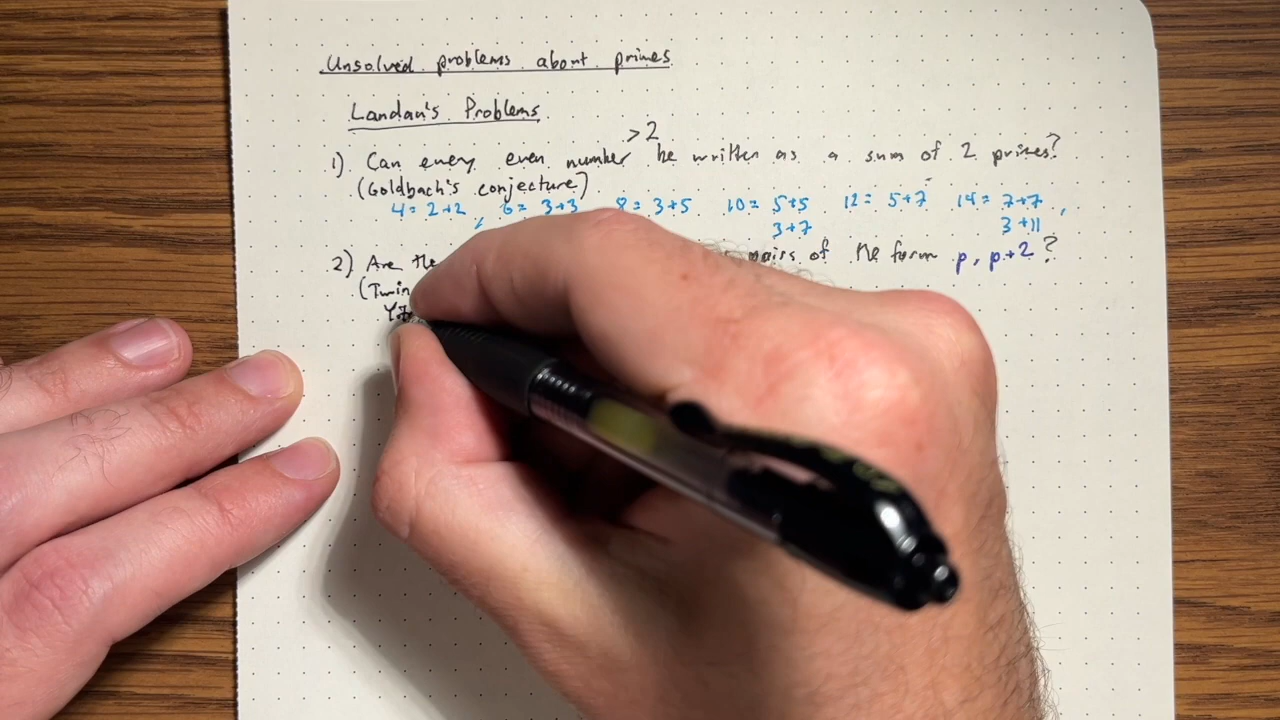 Unsolved problems about primes
Landau's Problems
>2
1) Can every even number be written as a sum of 2 primes?
(Goldbach's conjecture)
4 = 2+2, 6 = 3+3 8 = 3+5 10 = 5+5 12 = 5+7 14 = 7+7,
3+7 3+11
2) Are the pairs of the form p, p+2?
(Twin